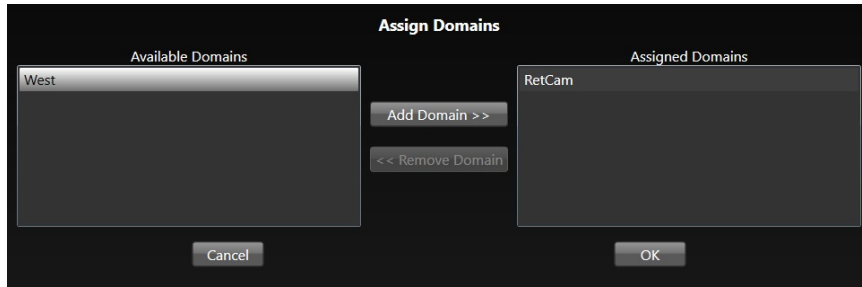 Assign Domains
Available Domains
Assigned Domains
West
RetCam
Add Domain >>
<< Remove Domain
Cancel
OK